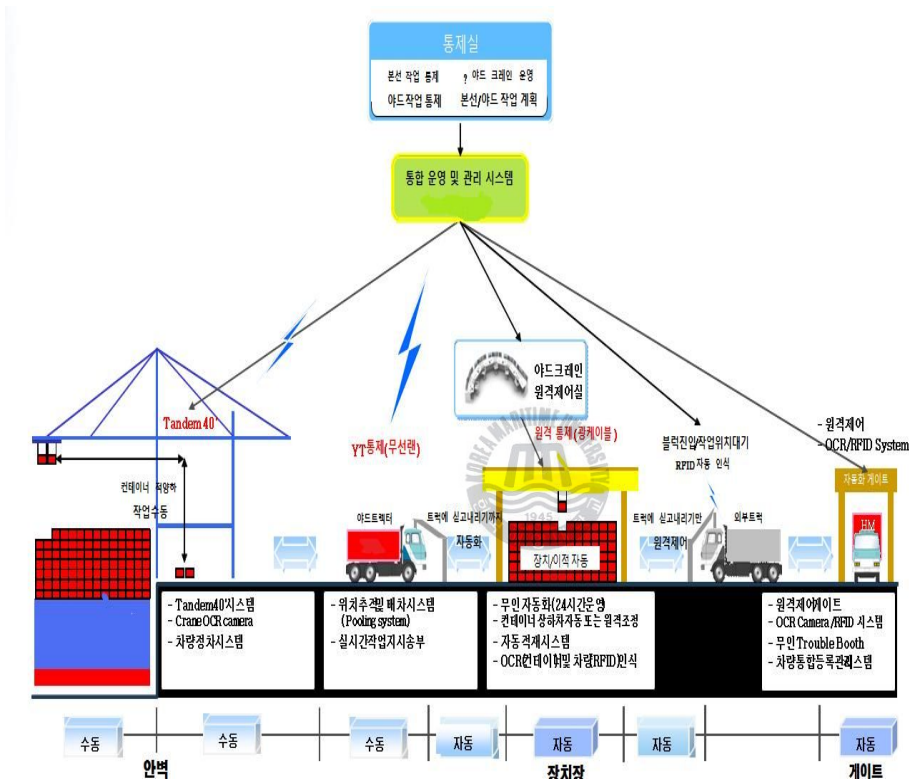 통제실
본선 작업 통제 , 야드 크레인 운영
야드작업 통제 본선/야드 작업 계획
통합 운영 및 관리 시스템
야드크레인
원격제어실
Tandem40'
원격 통제(광케이블)
YT통제(무선랜)
블럭진입/작업위치대기
RFID자동 인식
- 원격제어
- OCR/RFID System
자동화 게이트
컨테이너 적양하
작업수동
야드트랙터
트럭에 싣고내리기까지
자동화
트럭에 싣고내리기만
원격제어
외부트럭
HM
장치/이적 자동
KOREA MARITIME UNIVERSITY
1945
- Tandem40'시스템
- Crane OCR camera
- 차량정차시스템
- 위치추적및배차시스템
(Pooling system)
- 실시간작업지시송부
- 무인자동화(24시간운영)
- 컨테이너상하차자동 또는 원격조정
- 자동적재시스템
- OCR(컨테이너및 차량(RFID)인식
- 원격제어게이트
- OCR Camera/RFID 시스템
- 무인Trouble Booth
- 차량통합등록관리시스템
수동
수동
수동
자동
자동
자동
자동
안벽
장치장
게이트